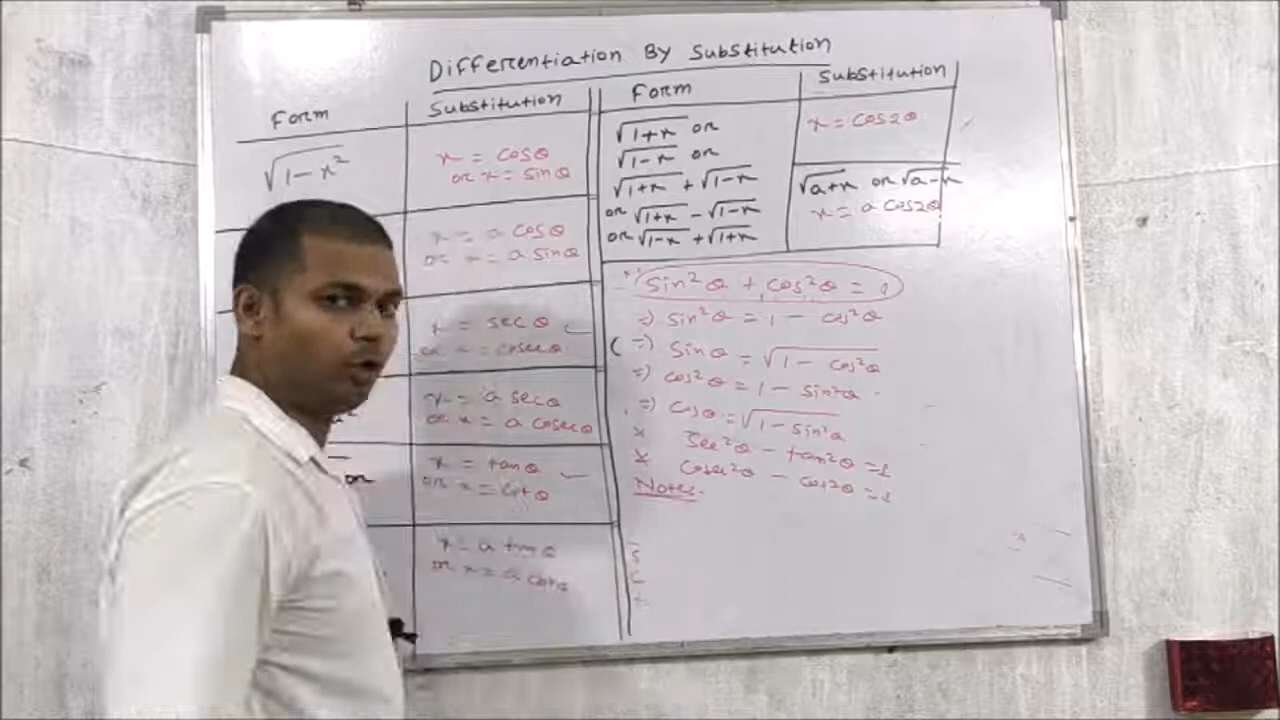 Differentiation By Substitution
Form
Substitution
√1-x²
x = cosθ
or x = sinθ
x = a cosθ
or x = a sinθ
x = secθ
or x = cosecθ
x = a secθ
or x = a cosecθ
x = tanθ
or x = cotθ
or
x = a tanθ
or x = a cotθ
Form
Substitution
√1+x or
√1-x or
√1+x + √1-x
or √1+x - √1-x
or √1-x + √1+x
x = cos2θ
√a+x or √a-x
x = a cos2θ
∵ sin²θ + cos²θ = 1
⇒ sin²θ = 1 - cos²θ
(⇒) sinθ = √1 - cos²θ
⇒) cos²θ = 1 - sin²θ
⇒) cosθ = √1 - sin²θ
* sec²θ - tan²θ = 1
* cosec²θ - cot²θ = 1
Notes.